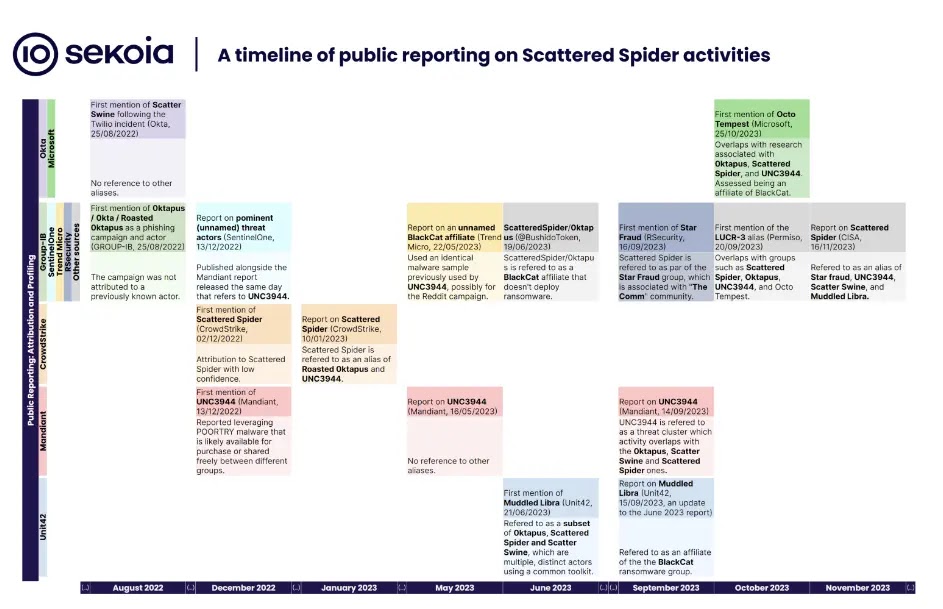 sekoia
A timeline of public reporting on Scattered Spider activities
Public Reporting: Attribution and Profiling
Okta
Microsoft
First mention of Scatter
Swine following the
Twilio incident (Okta,
25/08/2022)
No reference to other
aliases.
First mention of Octo
Tempest (Microsoft,
25/10/2023)
Overlaps with research
associated with
0ktapus, Scattered
Spider, and UNC3944.
Assessed being an
affiliate of BlackCat.
Group-IB
SentinelOne
Trend Micro
RSecurity
Other sources
First mention of 0ktapus
/ 0kta / Roasted
0ktapus as a phishing
campaign and actor
(GROUP-IB, 25/08/2022)
The campaign was not
attributed to a
previously known actor.
Report on pominent
(unnamed) threat
actors (SentinelOne,
13/12/2022)
Published alongside the
Mandiant report
released the same day
that refers to UNC3944.
Report on an unnamed
BlackCat affiliate (Trend
Micro, 22/05/2023)
Used an identical
malware sample
previously used by
UNC3944, possibly for
the Reddit campaign.
ScatteredSpider/0ktap
us (@BushidoToken,
19/06/2023)
ScatteredSpider/0ktapu
s is refered to as a
BlackCat affiliate that
doesn't deploy
ransomware.
First mention of Star
Fraud (RSecurity,
16/09/2023)
Scattered Spider is
refered to as par of the
Star Fraud group, which
is associated with "The
Comm" community.
First mention of the
LUCR-3 alias (Permiso,
20/09/2023)
Overlaps with groups
such as Scattered
Spider, 0ktapus,
UNC3944, and Octo
Tempest.
Report on Scattered
Spider (CISA,
16/11/2023)
Refered to as an alias of
Star fraud, UNC3944,
Scatter Swine, and
Muddled Libra.
CrowdStrike
First mention of
Scattered Spider
(CrowdStrike,
02/12/2022)
Attribution to Scattered
Spider with low
confidence.
Report on Scattered
Spider (CrowdStrike,
10/01/2023)
Scattered Spider is
refered to as an alias of
Roasted 0ktapus and
UNC3944.
Mandiant
First mention of
UNC3944 (Mandiant,
13/12/2022)
Reported leveraging
POORTRY malware that
is likely available for
purchase or shared
freely between different
groups.
Report on UNC3944
(Mandiant, 16/05/2023)
No reference to other
aliases.
Report on UNC3944
(Mandiant, 14/09/2023)
UNC3944 is refered to
as a threat cluster which
activity overlaps with
the 0ktapus, Scatter
Swine and Scattered
Spider ones.
Unit42
First mention of
Muddled Libra (Unit42,
21/06/2023)
Refered to as a subset
of 0ktapus, Scattered
Spider and Scatter
Swine, which are
multiple, distinct actors
using a common toolkit.
Report on Muddled
Libra (Unit42,
15/09/2023, an update
to the June 2023 report)
Refered to as an affiliate
of the the BlackCat
ransomware group.
(...) August 2022 (...) December 2022 (...) January 2023 (...) May 2023 June 2023 (...) (...) September 2023 October 2023 November 2023 (...)